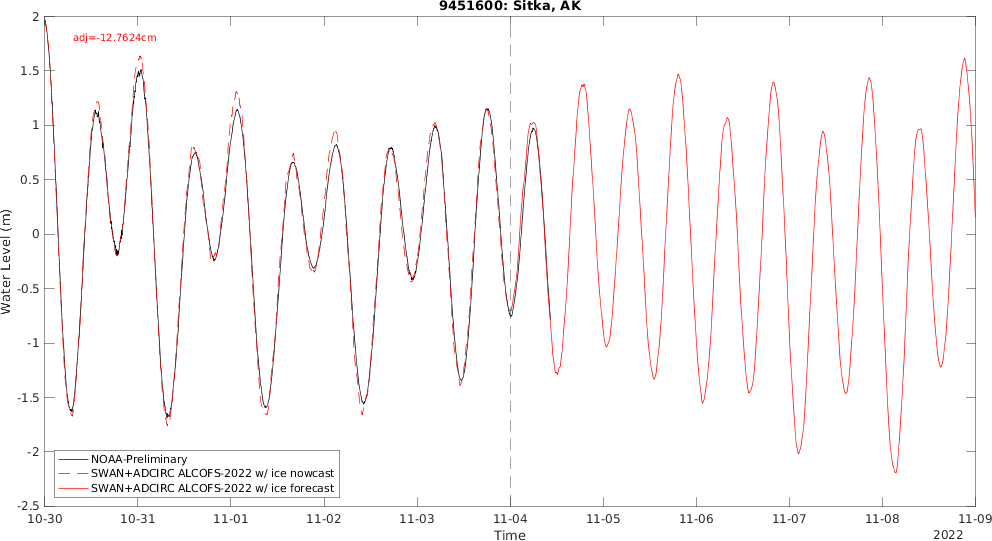 9451600: Sitka, AK
adj=-12.7624cm
2
1.5
1
0.5
0
-0.5
-1
-1.5
-2
-2.5
Water Level (m)
NOAA-Preliminary
SWAN+ADCIRC ALCOFS-2022 w/ ice nowcast
SWAN+ADCIRC ALCOFS-2022 w/ ice forecast
10-30 10-31 11-01 11-02 11-03 11-04 11-05 11-06 11-07 11-08 11-09
Time
2022